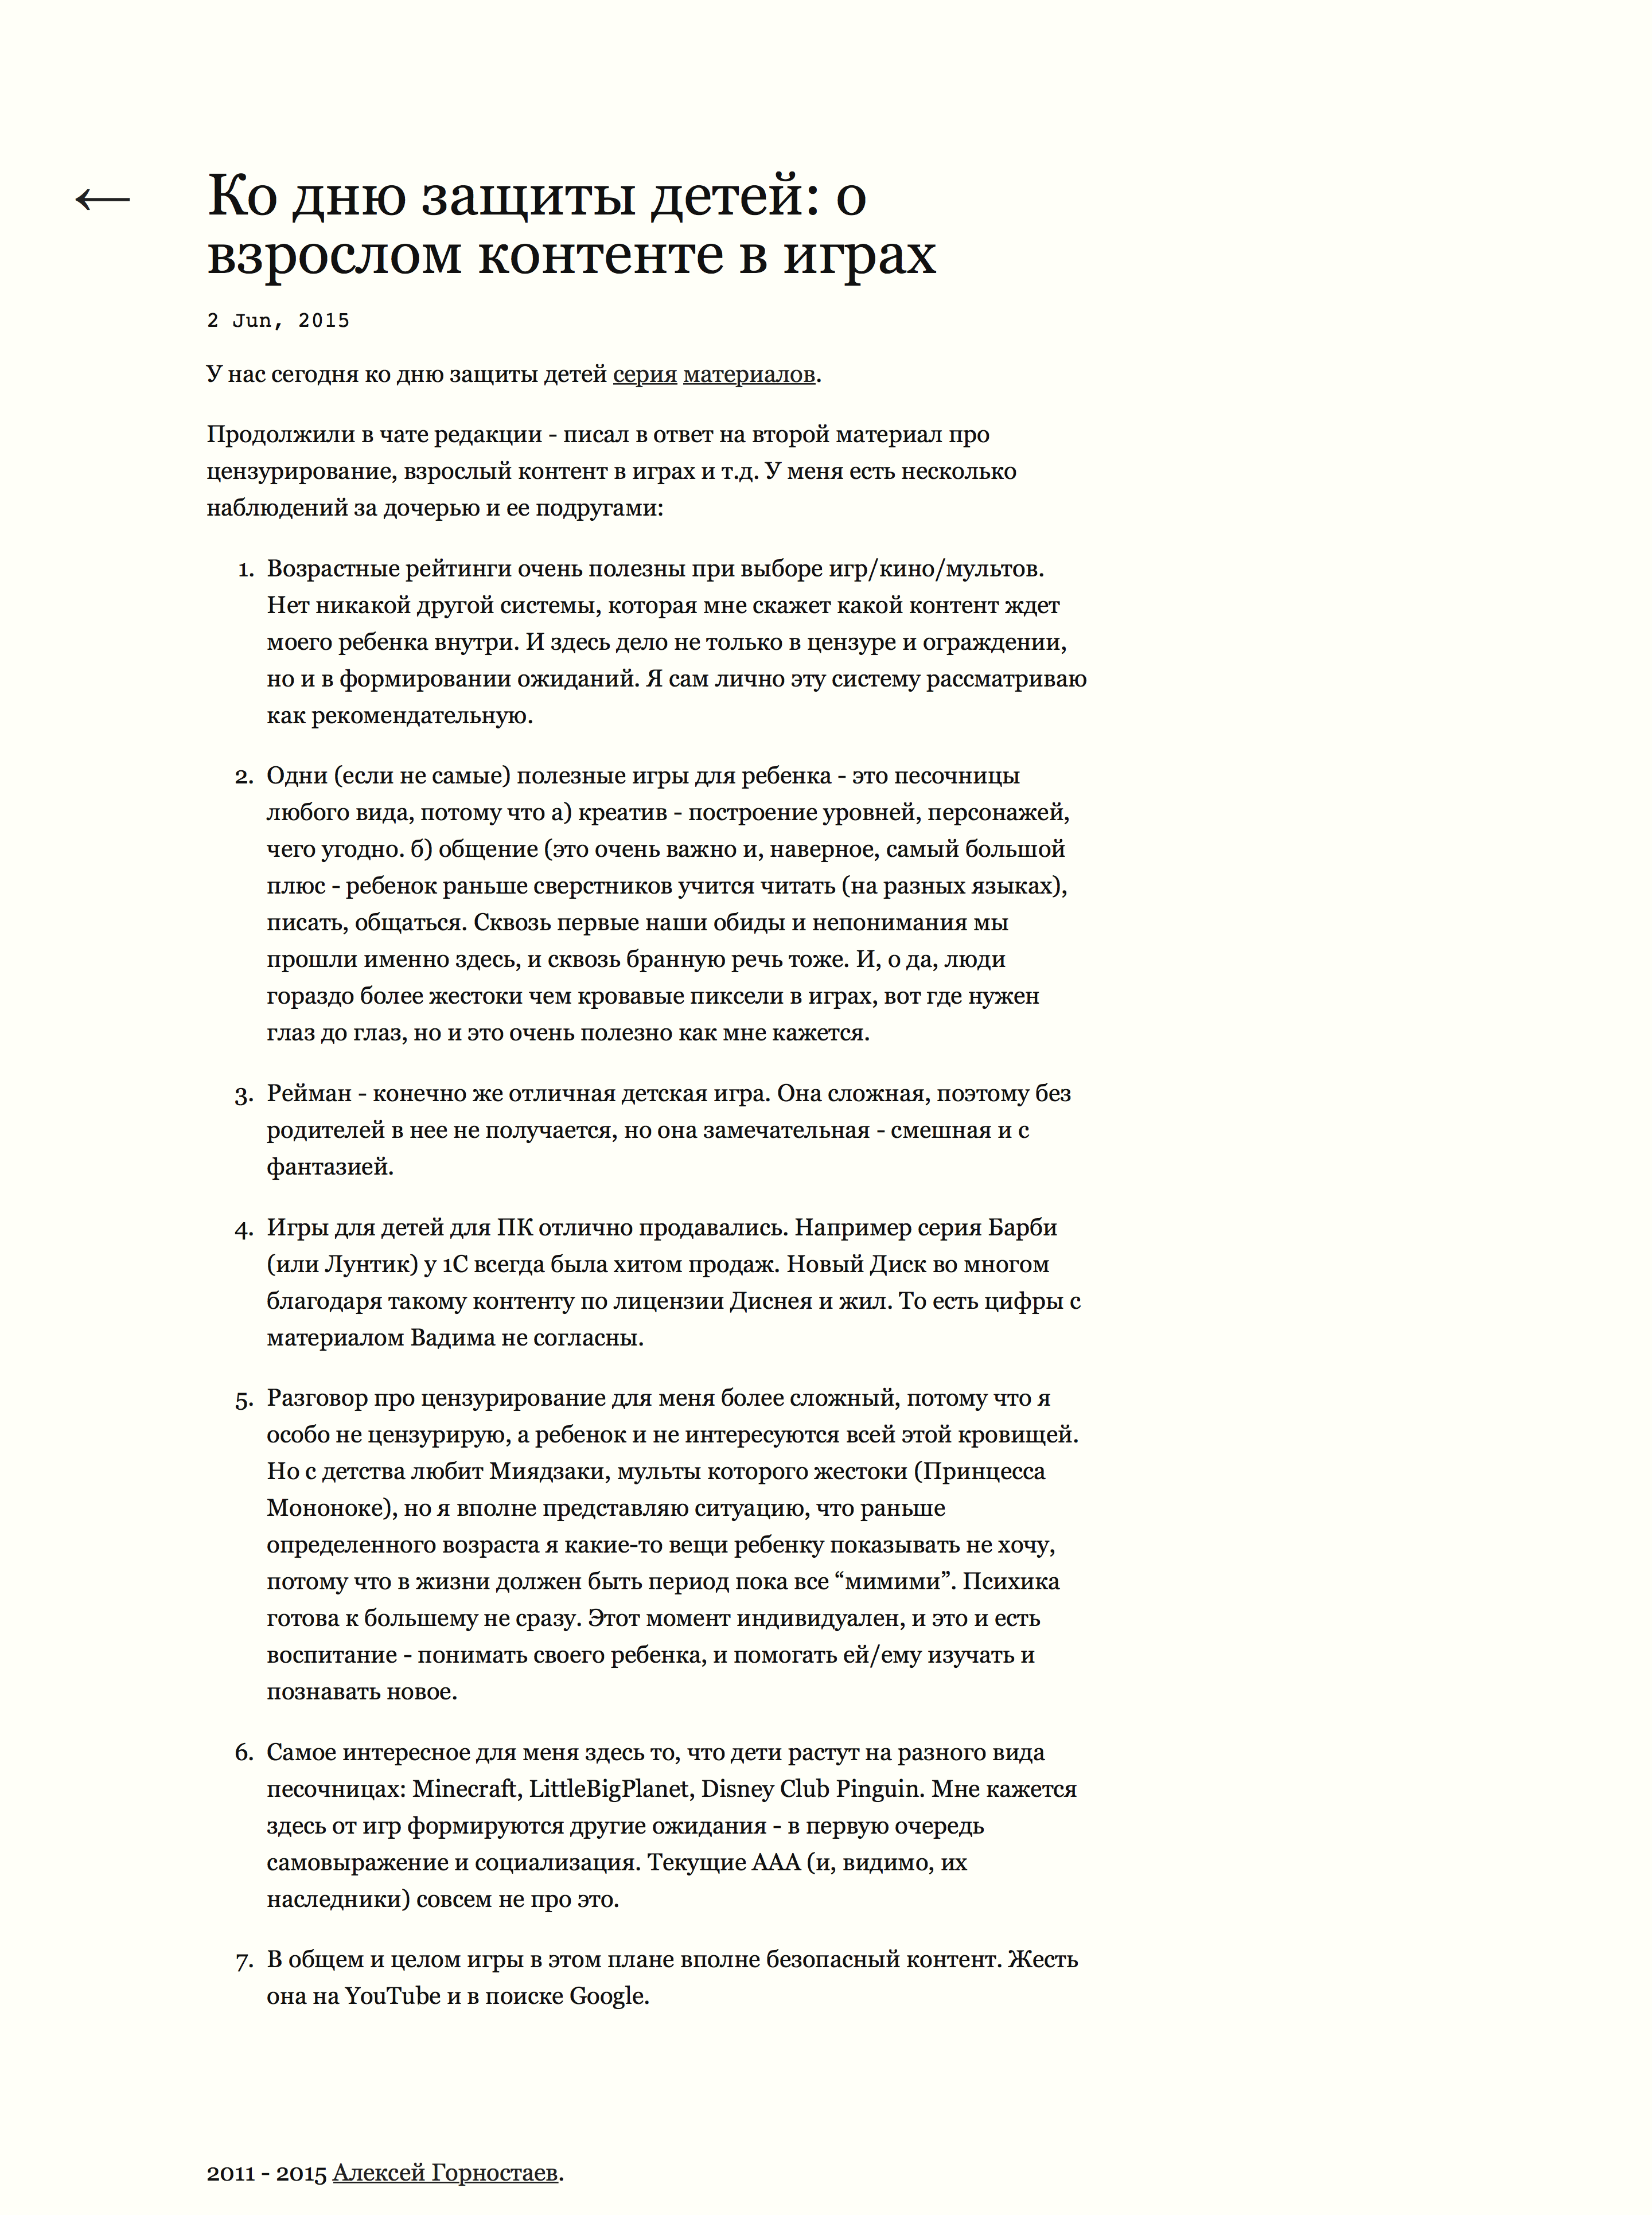 ←
Ко дню защиты детей: о
взрослом контенте в играх
2 Jun, 2015
У нас сегодня ко дню защиты детей серия материалов.
Продолжили в чате редакции - писал в ответ на второй материал про
цензурирование, взрослый контент в играх и т.д. У меня есть несколько
наблюдений за дочерью и ее подругами:
1. Возрастные рейтинги очень полезны при выборе игр/кино/мультов.
Нет никакой другой системы, которая мне скажет какой контент ждет
моего ребенка внутри. И здесь дело не только в цензуре и ограждении,
но и в формировании ожиданий. Я сам лично эту систему рассматриваю
как рекомендательную.
2. Одни (если не самые) полезные игры для ребенка - это песочницы
любого вида, потому что а) креатив - построение уровней, персонажей,
чего угодно. б) общение (это очень важно и, наверное, самый большой
плюс - ребенок раньше сверстников учится читать (на разных языках),
писать, общаться. Сквозь первые наши обиды и непонимания мы
прошли именно здесь, и сквозь бранную речь тоже. И, о да, люди
гораздо более жестоки чем кровавые пиксели в играх, вот где нужен
глаз до глаз, но и это очень полезно как мне кажется.
3. Рейман - конечно же отличная детская игра. Она сложная, поэтому без
родителей в нее не получается, но она замечательная - смешная и с
фантазией.
4. Игры для детей для ПК отлично продавались. Например серия Барби
(или Лунтик) у 1С всегда была хитом продаж. Новый Диск во многом
благодаря такому контенту по лицензии Диснея и жил. То есть цифры с
материалом Вадима не согласны.
5. Разговор про цензурирование для меня более сложный, потому что я
особо не цензурирую, а ребенок и не интересуются всей этой кровищей.
Но с детства любит Миядзаки, мульты которого жестоки (Принцесса
Мононоке), но я вполне представляю ситуацию, что раньше
определенного возраста я какие-то вещи ребенку показывать не хочу,
потому что в жизни должен быть период пока все “мимими”. Психика
готова к большему не сразу. Этот момент индивидуален, и это и есть
воспитание - понимать своего ребенка, и помогать ей/ему изучать и
познавать новое.
6. Самое интересное для меня здесь то, что дети растут на разного вида
песочницах: Minecraft, LittleBigPlanet, Disney Club Pinguin. Мне кажется
здесь от игр формируются другие ожидания - в первую очередь
самовыражение и социализация. Текущие ААА (и, видимо, их
наследники) совсем не про это.
7. В общем и целом игры в этом плане вполне безопасный контент. Жесть
она на YouTube и в поиске Google.
2011 - 2015 Алексей Горностаев.